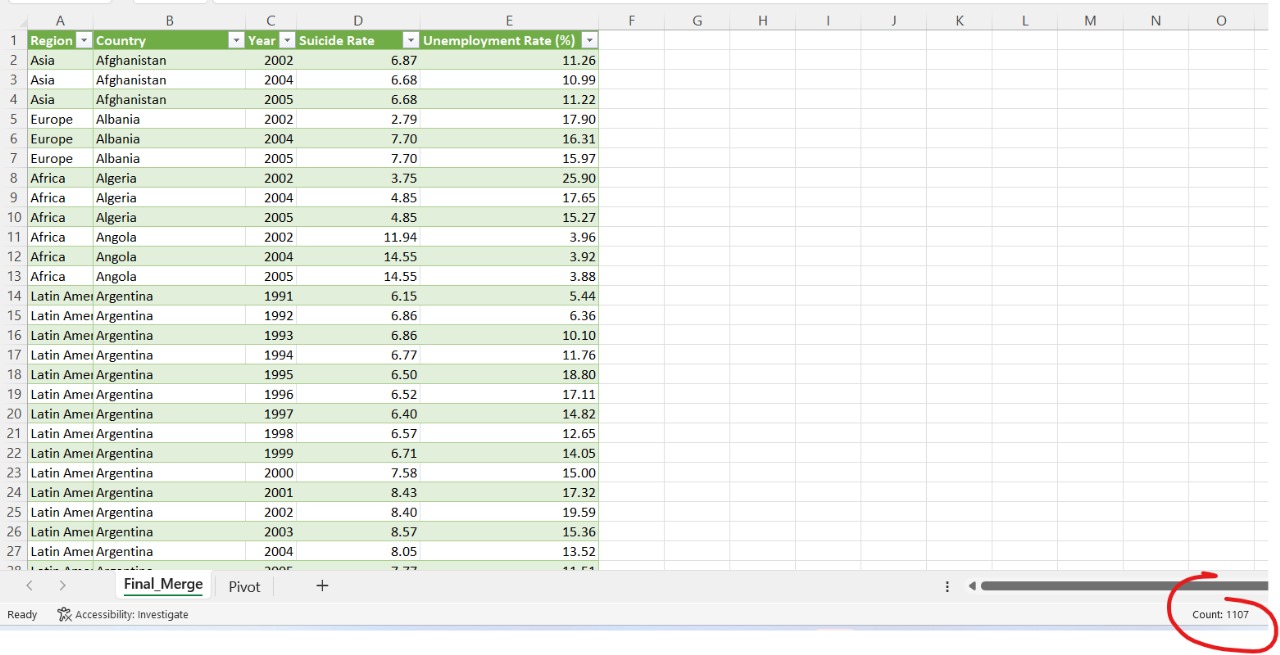 A B C D E F G H I J K L M N O
1 Region Country Year Suicide Rate Unemployment Rate (%)
2 Asia Afghanistan 2002 6.87 11.26
3 Asia Afghanistan 2004 6.68 10.99
4 Asia Afghanistan 2005 6.68 11.22
5 Europe Albania 2002 2.79 17.90
6 Europe Albania 2004 7.70 16.31
7 Europe Albania 2005 7.70 15.97
8 Africa Algeria 2002 3.75 25.90
9 Africa Algeria 2004 4.85 17.65
10 Africa Algeria 2005 4.85 15.27
11 Africa Angola 2002 11.94 3.96
12 Africa Angola 2004 14.55 3.92
13 Africa Angola 2005 14.55 3.88
14 Latin Amer Argentina 1991 6.15 5.44
15 Latin Amer Argentina 1992 6.86 6.36
16 Latin Amer Argentina 1993 6.86 10.10
17 Latin Amer Argentina 1994 6.77 11.76
18 Latin Amer Argentina 1995 6.50 18.80
19 Latin Amer Argentina 1996 6.52 17.11
20 Latin Amer Argentina 1997 6.40 14.82
21 Latin Amer Argentina 1998 6.57 12.65
22 Latin Amer Argentina 1999 6.71 14.05
23 Latin Amer Argentina 2000 7.58 15.00
24 Latin Amer Argentina 2001 8.43 17.32
25 Latin Amer Argentina 2002 8.40 19.59
26 Latin Amer Argentina 2003 8.57 15.36
27 Latin Amer Argentina 2004 8.05 13.52
Final_Merge Pivot
Ready Accessibility: Investigate Count: 1107